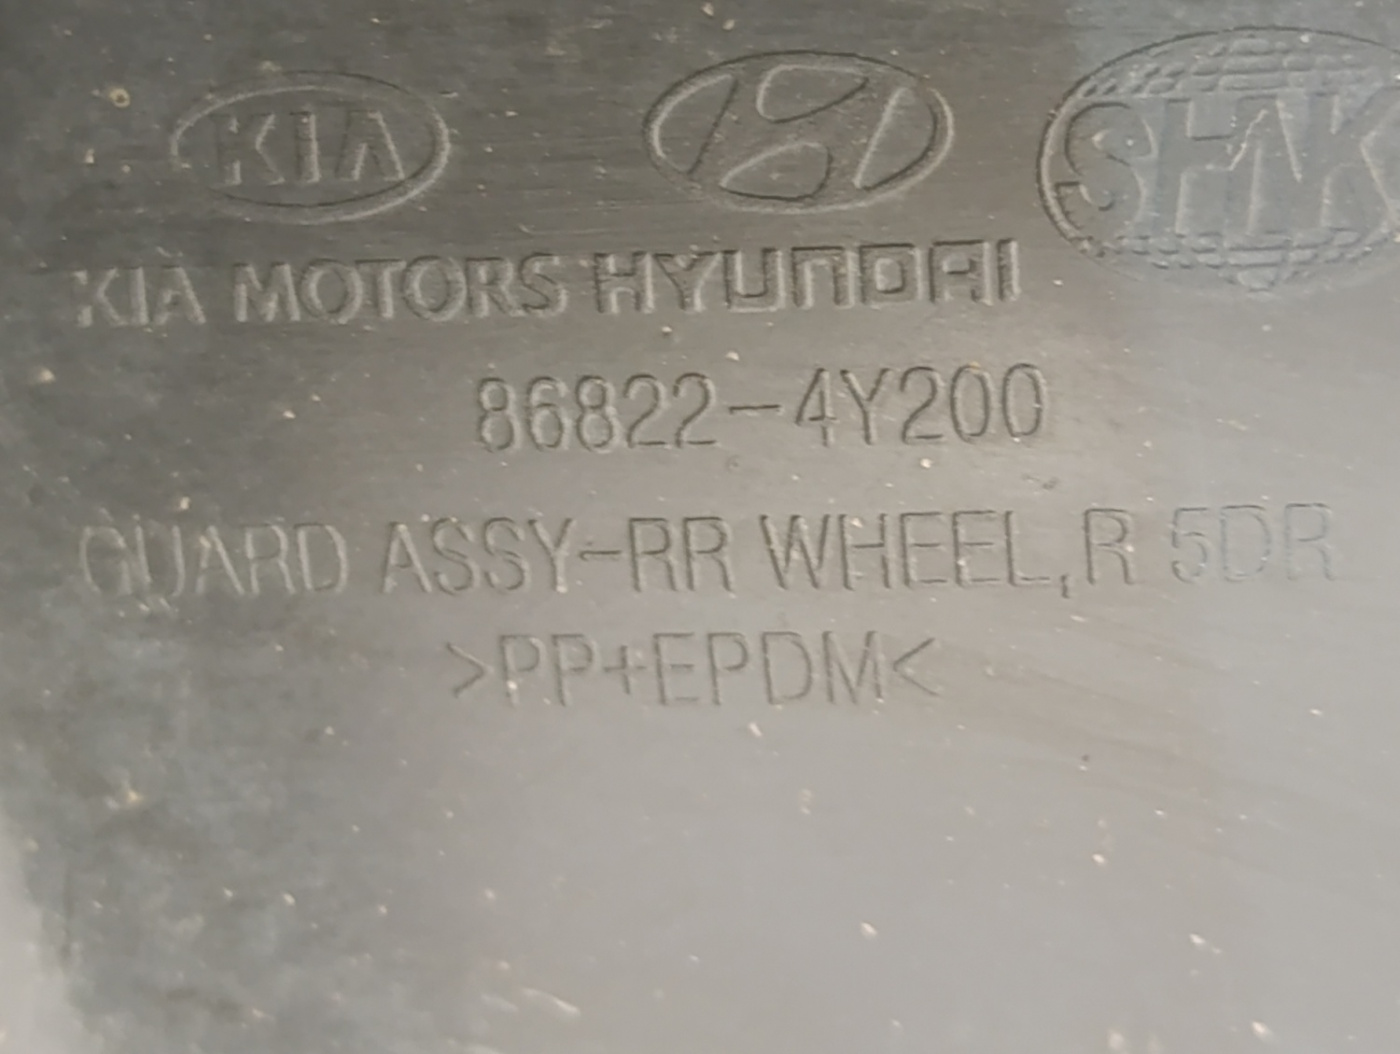 KIA SHK
KIA MOTORS HYUNDAI
86822-4Y200
GUARD ASSY-RR WHEEL,R 5DR
>PP+EPDM<